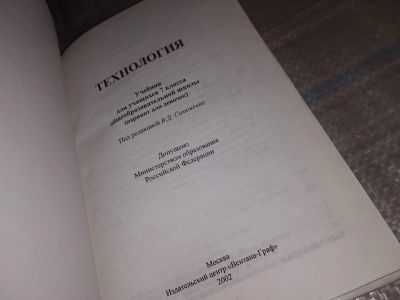 ТЕХНОЛОГИЯ
Учебник
для учащихся 7 класса
общеобразовательной школы
(вариант для девочек)
Под редакцией В.Д. Симоненко
Допущено
Министерством образования
Российской Федерации
Москва
Издательский центр «Вентана-Граф»
2002